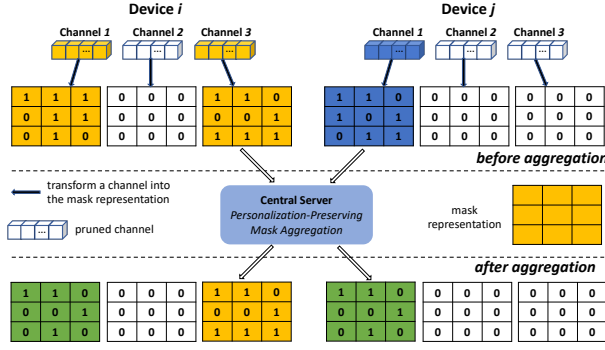 Device i Device j
Channel 1 Channel 2 Channel 3 Channel 1 Channel 2 Channel 3
... ... ... ... ... ...
1 1 1 0 0 0 1 1 0 1 1 0 0 0 0 0 0 0
0 1 1 0 0 0 0 0 1 1 0 1 0 0 0 0 0 0
0 1 0 0 0 0 1 1 1 0 1 1 0 0 0 0 0 0
before aggregation
transform a channel into
the mask representation
... pruned channel
Central Server
Personalization-Preserving
Mask Aggregation
mask
representation
after aggregation
1 1 0 0 0 0 1 1 0 1 1 0 0 0 0 0 0 0
0 0 1 0 0 0 0 0 1 0 0 1 0 0 0 0 0 0
0 1 0 0 0 0 1 1 1 0 1 0 0 0 0 0 0 0